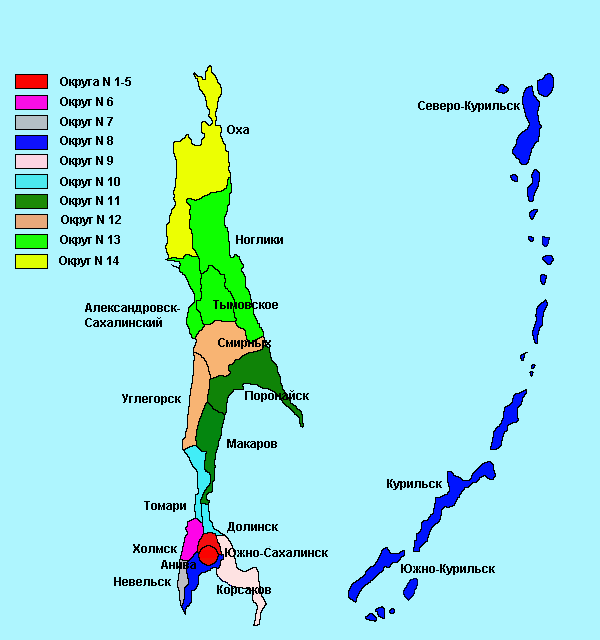 Округа N 1-5
Округ N 6
Округ N 7
Округ N 8
Округ N 9
Округ N 10
Округ N 11
Округ N 12
Округ N 13
Округ N 14
Северо-Курильск
Оха
Ноглики
Тымовское
Александровск-
Сахалинский
Смирных
Углегорск
Поронайск
Макаров
Курильск
Томари
Долинск
Холмск
Южно-Сахалинск
Анива
Южно-Курильск
Невельск
Корсаков